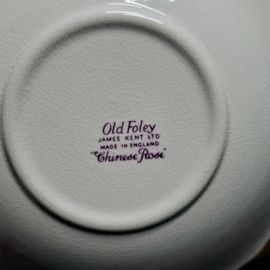 Old Foley
JAMES KENT LTD
MADE IN ENGLAND
"Chinese Rose"